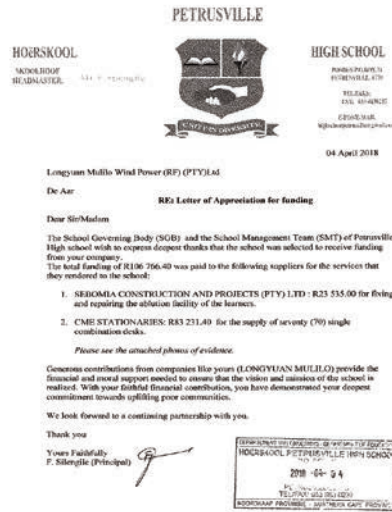 PETRUSVILLE
HOËRSKOOL
HIGH SCHOOL
SKOOLHOOF
HEADMASTER.
UNITY IN DIVERSITY
04 April 2018
Longyuan Mulilo Wind Power (RF) (PTY)Ltd
De Aar
RE: Letter of Appreciation for funding
Dear Sir/Madam
The School Governing Body (SGB) and the School Management Team (SMT) of Petrusville
High school wish to express deepest thanks that the school was selected to receive funding
from your company.
The total funding of R106 766.40 was paid to the following suppliers for the services that
they rendered to the school:
1. SEBOMIA CONSTRUCTION AND PROJECTS (PTY) LTD : R23 535.00 for fixing
and repairing the ablution facility of the learners.
2. CME STATIONARIES: R83 231.40 for the supply of seventy (70) single
combination desks.
Please see the attached photos of evidence.
Generous contributions from companies like yours (LONGYUAN MULILO) provide the
financial and moral support needed to ensure that the vision and mission of the school is
realized. With your faithful financial contribution, you have demonstrated your deepest
commitment towards uplifting poor communities.
We look forward to a continuing partnership with you.
Thank you
Yours Faithfully
F. Silengile (Principal)
HOËRSKOOL PETRUSVILLE HIGH SCHOOL